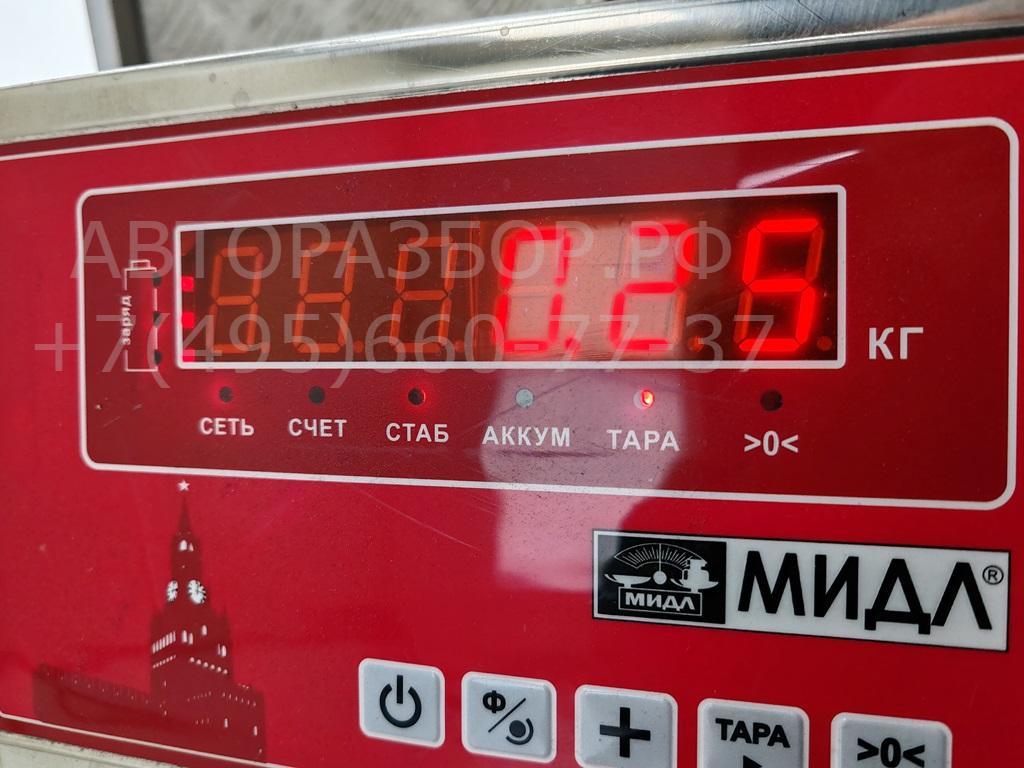 АВТОРАЗБОР.РФ
+7(495)660-77-37
заряд
0.25
КГ
СЕТЬ СЧЕТ СТАБ АККУМ ТАРА >0<
МИДЛ МИДЛ®
Ф
+ ТАРА >0<